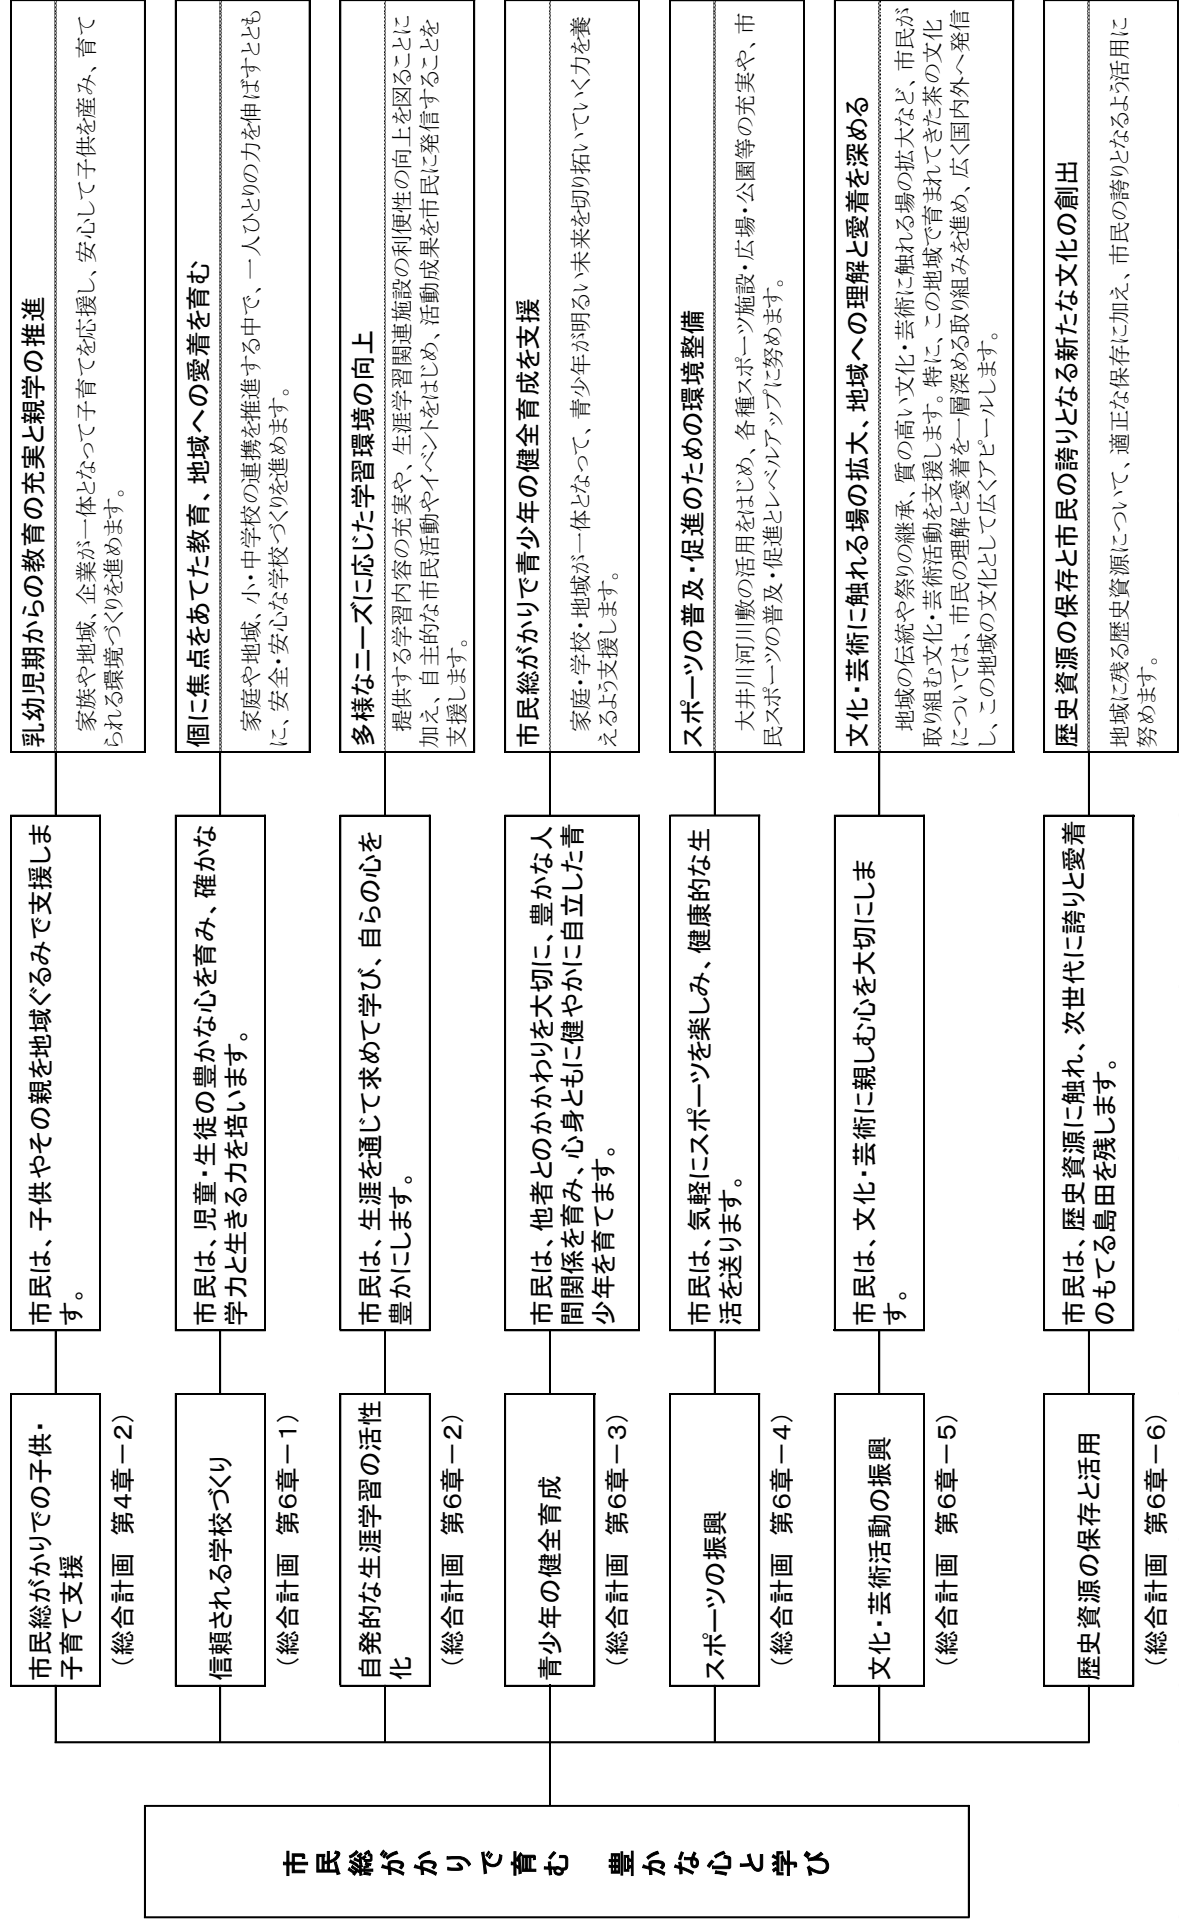 市民総がかりで育む　豊かな心と学び
市民総がかりでの子供・
子育て支援
（総合計画　第４章－２）
市民は、子供やその親を地域ぐるみで支援しま
す。
乳幼児期からの教育の充実と親学の推進
家族や地域、企業が一体となって子育てを応援し、安心して子供を産み、育て
られる環境づくりを進めます。
信頼される学校づくり
（総合計画　第６章－１）
市民は、児童・生徒の豊かな心を育み、確かな
学力と生きる力を培います。
個に焦点をあてた教育、地域への愛着を育む
家庭や地域、小・中学校の連携を推進する中で、一人ひとりの力を伸ばすととも
に、安全・安心な学校づくりを進めます。
自発的な生涯学習の活性
化
（総合計画　第６章－２）
市民は、生涯を通じて求めて学び、自らの心を
豊かにします。
多様なニーズに応じた学習環境の向上
提供する学習内容の充実や、生涯学習関連施設の利便性の向上を図ることに
加え、自主的な市民活動やイベントをはじめ、活動成果を市民に発信することを
支援します。
青少年の健全育成
（総合計画　第６章－３）
市民は、他者とのかかわりを大切に、豊かな人
間関係を育み、心身ともに健やかに自立した青
少年を育てます。
市民総がかりで青少年の健全育成を支援
家庭・学校・地域が一体となって、青少年が明るい未来を切り拓いていく力を養
えるよう支援します。
スポーツの振興
（総合計画　第６章－４）
市民は、気軽にスポーツを楽しみ、健康的な生
活を送ります。
スポーツの普及・促進のための環境整備
大井川河川敷の活用をはじめ、各種スポーツ施設・広場・公園等の充実や、市
民スポーツの普及・促進とレベルアップに努めます。
文化・芸術活動の振興
（総合計画　第６章－５）
市民は、文化・芸術に親しむ心を大切にしま
す。
文化・芸術に触れる場の拡大、地域への理解と愛着を深める
地域の伝統や祭りの継承、質の高い文化・芸術に触れる場の拡大など、市民が
取り組む文化・芸術活動を支援します。特に、この地域で育まれてきた茶の文化
については、市民の理解と愛着を一層深める取り組みを進め、広く国内外へ発信
し、この地域の文化として広くアピールします。
歴史資源の保存と活用
（総合計画　第６章－６）
市民は、歴史資源に触れ、次世代に誇りと愛着
のもてる島田を残します。
歴史資源の保存と市民の誇りとなる新たな文化の創出
地域に残る歴史資源について、適正な保存に加え、市民の誇りとなるよう活用に
努めます。